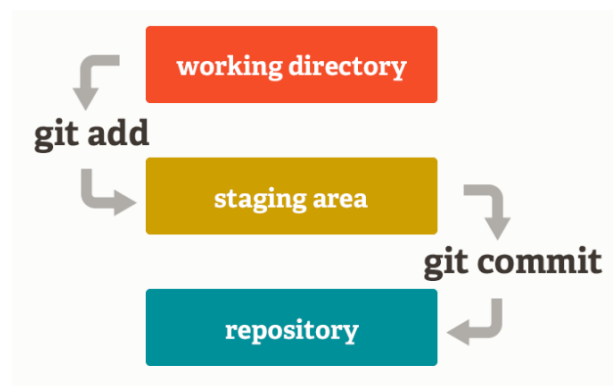 working directory
git add
staging area
git commit
repository